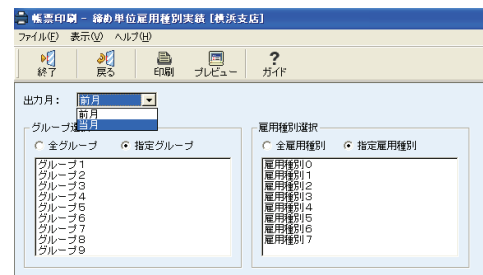 帳票印刷 - 締め単位雇用種別実績 [横浜支店]
ファイル(F) 表示(V) ヘルプ(H)
終了 戻る 印刷 プレビュー ガイド
出力月： 前月
前月
当月
グループ選
雇用種別選択
全グループ 指定グループ
全雇用種別 指定雇用種別
グループ1
グループ2
グループ3
グループ4
グループ5
グループ6
グループ7
グループ8
グループ9
雇用種別0
雇用種別1
雇用種別2
雇用種別3
雇用種別4
雇用種別5
雇用種別6
雇用種別7